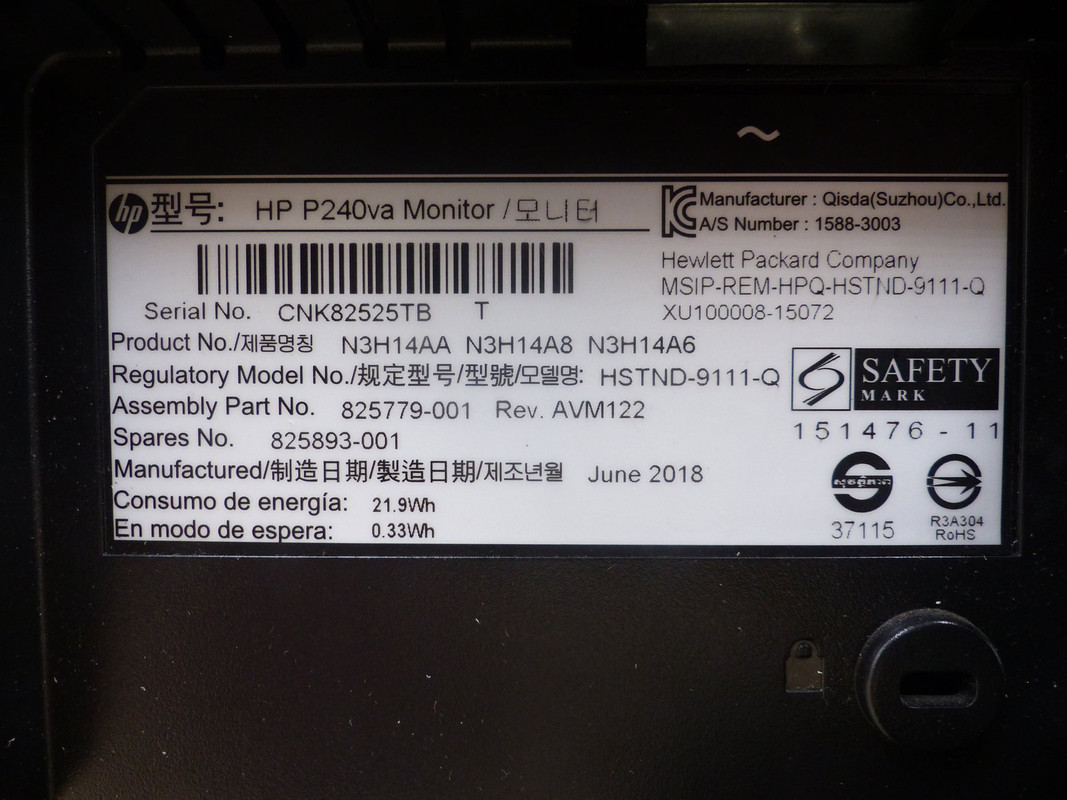 ~
hp 型号: HP P240va Monitor /모니터
Serial No. CNK82525TB T
Product No./제품명칭 N3H14AA N3H14A8 N3H14A6
Regulatory Model No./规定型号/型號/모델명: HSTND-9111-Q
Assembly Part No. 825779-001 Rev. AVM122
Spares No. 825893-001
Manufactured/制造日期/製造日期/제조년월 June 2018
Consumo de energía: 21.9Wh
En modo de espera: 0.33Wh
Manufacturer : Qisda(Suzhou)Co.,Ltd.
A/S Number : 1588-3003
Hewlett Packard Company
MSIP-REM-HPQ-HSTND-9111-Q
XU100008-15072
SAFETY
MARK
151476-11
37115
R3A304
RoHS